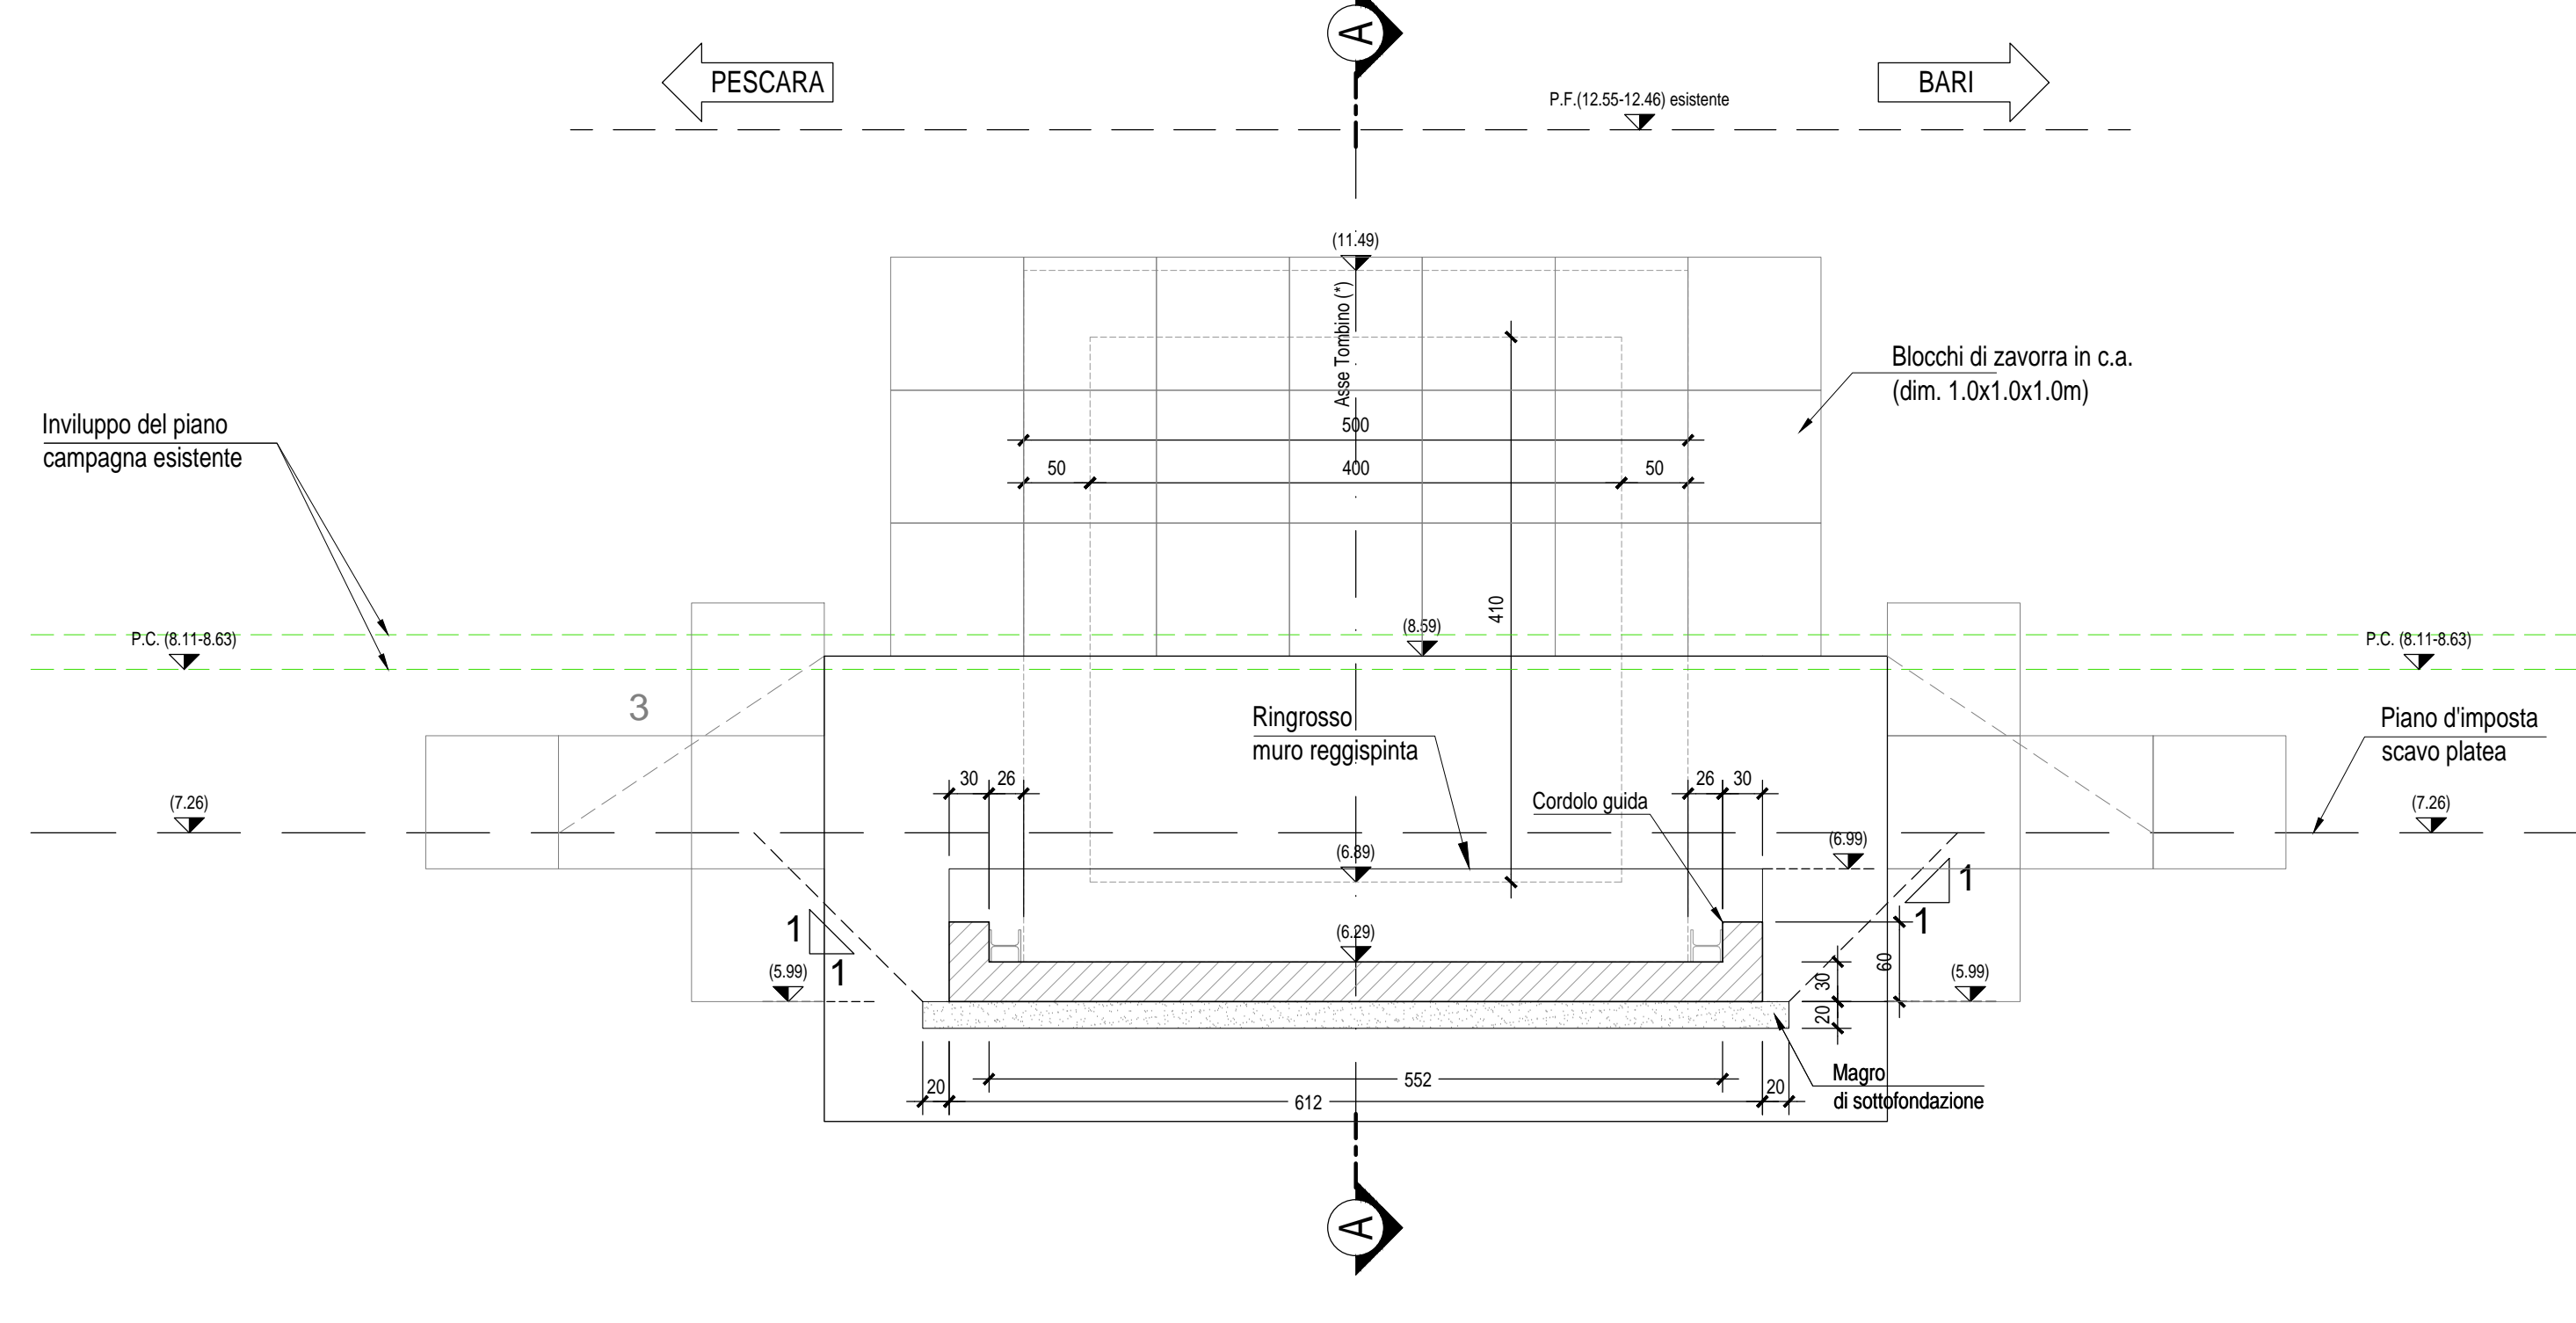 A
PESCARA
BARI
P.F.(12.55-12.46) esistente
(11.49)
Asse Tombino (*)
Blocchi di zavorra in c.a.
(dim. 1.0x1.0x1.0m)
Inviluppo del piano
campagna esistente
500
50
400
50
410
P.C. (8.11-8.63)
(8.59)
P.C. (8.11-8.63)
3
Ringrosso
muro reggispinta
Piano d'imposta
scavo platea
30
26
26
30
Cordolo guida
(7.26)
(7.26)
(6.89)
(6.99)
1
1
1
1
(6.29)
(5.99)
30
60
(5.99)
20
Magro
di sottofondazione
20
552
20
612
A